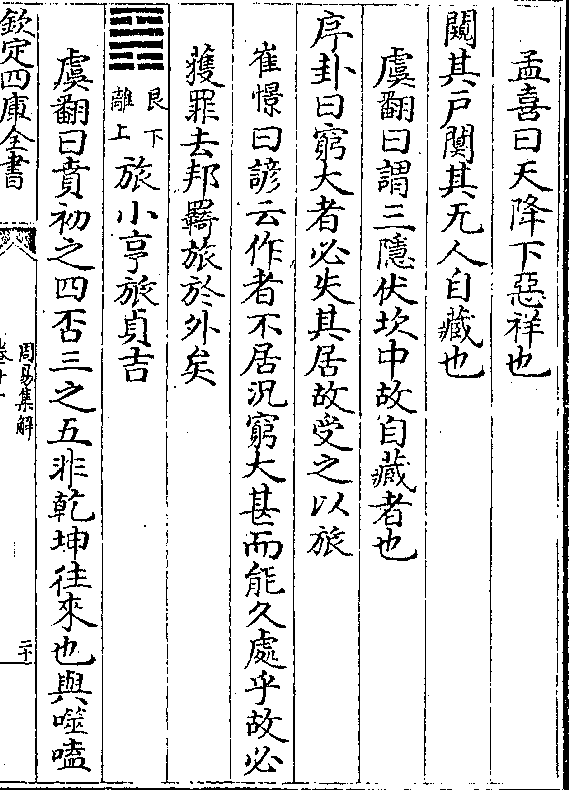 孟喜曰天降下惡祥也
闚其戸闃其无人自藏也
虞翻曰謂三隱伏坎中故自藏者也
序卦曰窮大者必失其居故受之以旅
崔憬曰諺云作者不居況窮大甚而能久處乎故必
獲罪去邦羇旅於外矣
艮下
離上
旅小亨旅貞吉
虞翻曰賁初之四否三之五非乾坤往來也與噬嗑
欽定四庫全書
周易集解